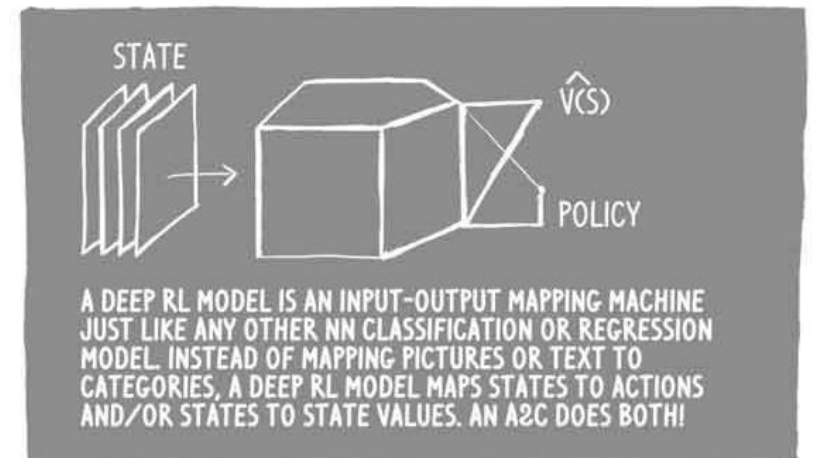 STATE
V̂(S)
POLICY
A DEEP RL MODEL IS AN INPUT-OUTPUT MAPPING MACHINE
JUST LIKE ANY OTHER NN CLASSIFICATION OR REGRESSION
MODEL. INSTEAD OF MAPPING PICTURES OR TEXT TO
CATEGORIES, A DEEP RL MODEL MAPS STATES TO ACTIONS
AND/OR STATES TO STATE VALUES. AN A2C DOES BOTH!